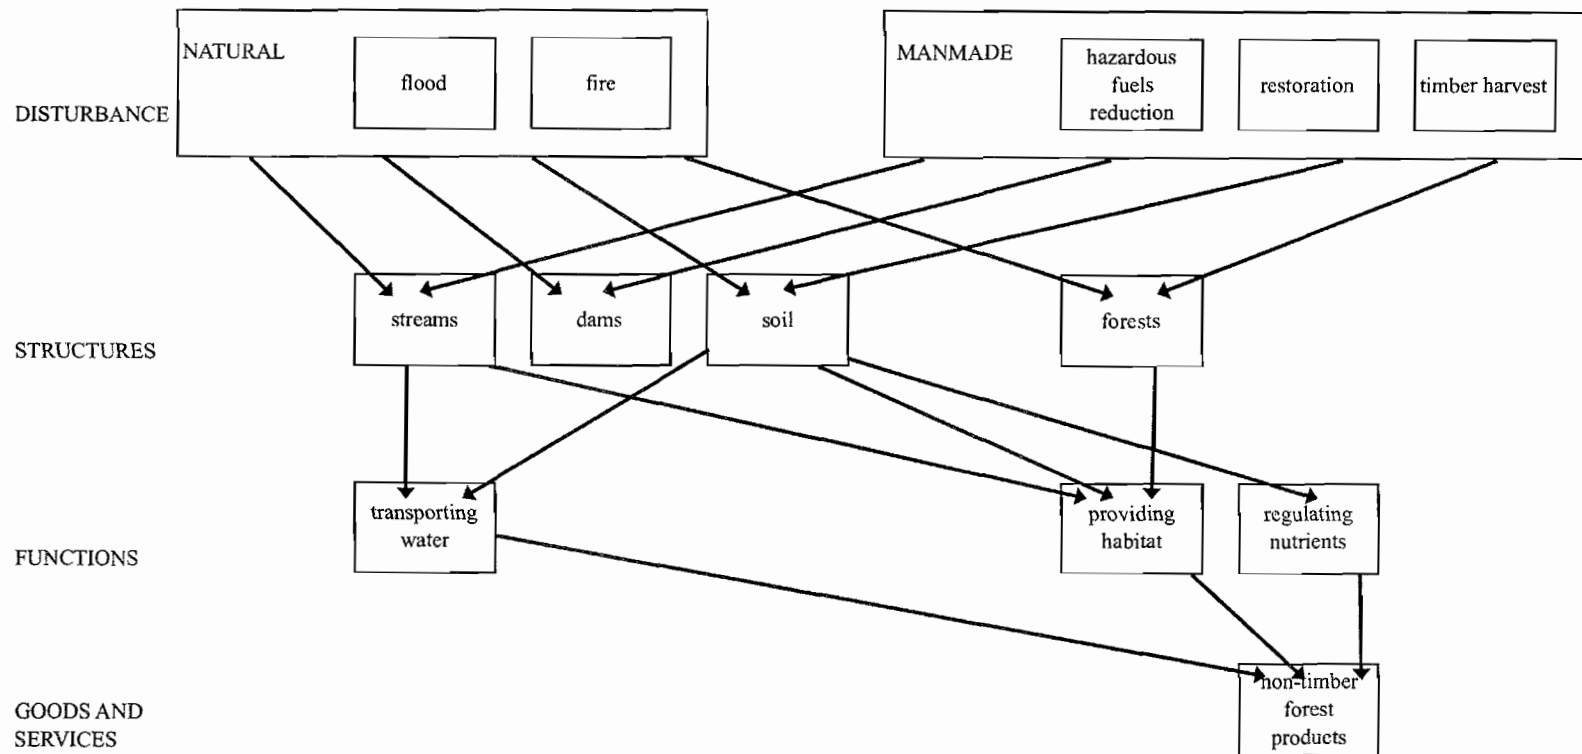 NATURAL
flood
fire
MANMADE
hazardous
fuels
reduction
restoration
timber harvest
DISTURBANCE
streams
dams
soil
forests
STRUCTURES
transporting
water
providing
habitat
regulating
nutrients
FUNCTIONS
non-timber
forest
products
GOODS AND
SERVICES